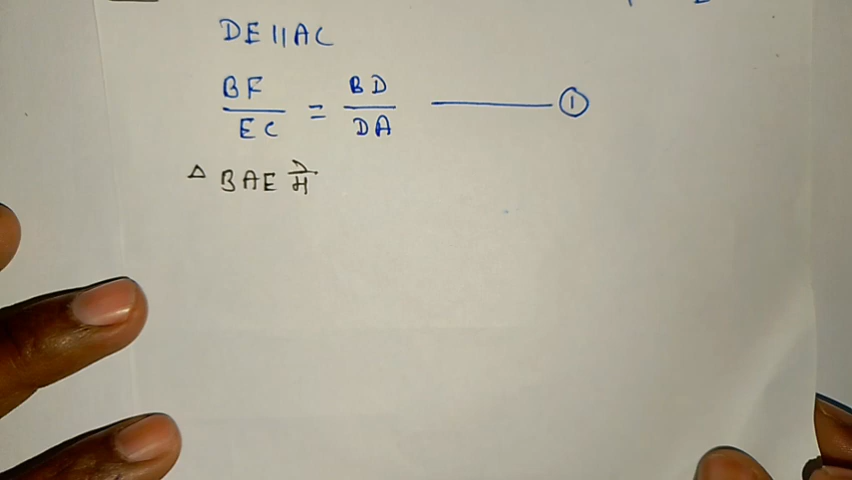 DE || AC
BF/EC = BD/DA ——— ①
△ BAE में